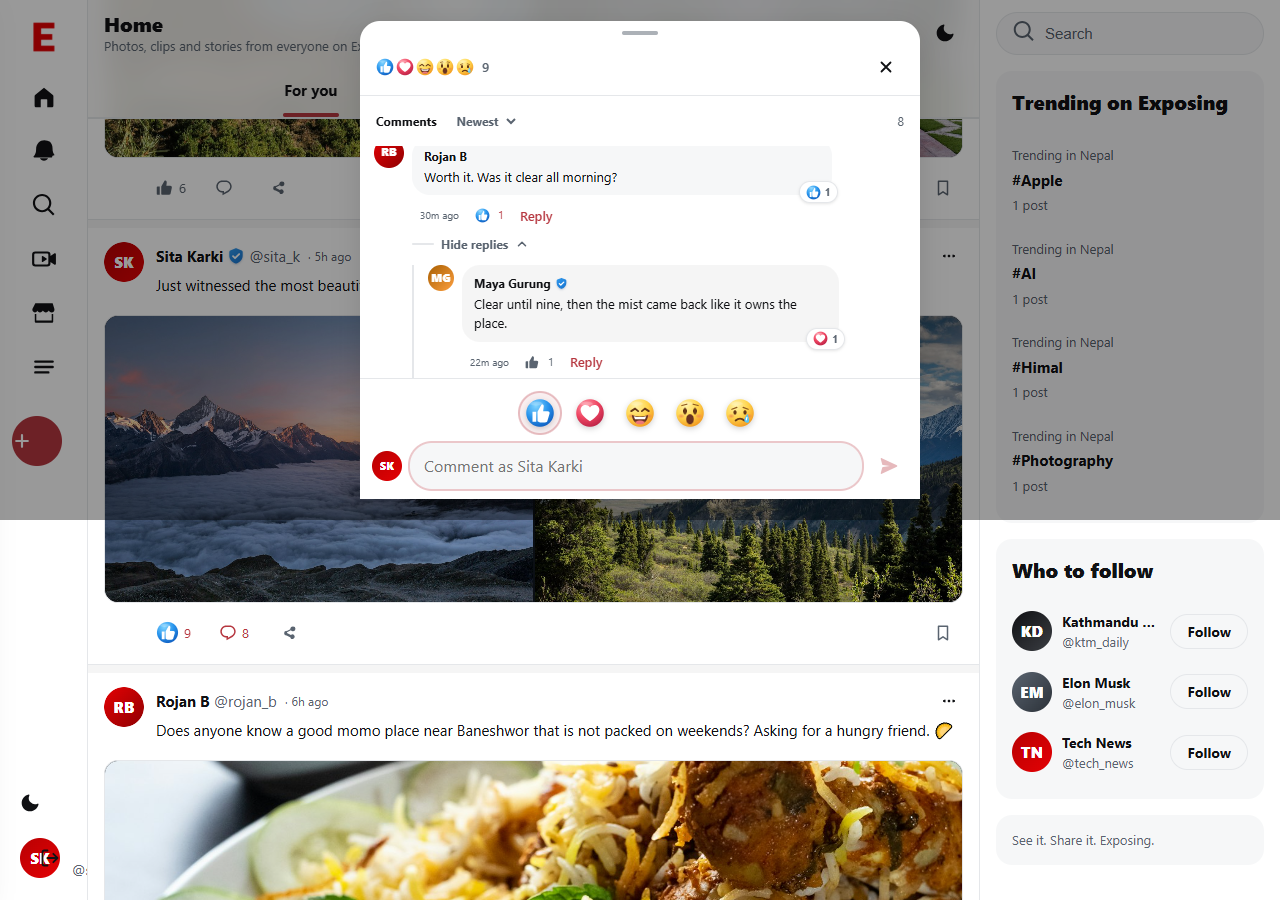 E
Home
Photos, clips and stories from everyone on Ex
For you
6
SK
Sita Karki @sita_k · 5h ago
Just witnessed the most beauti
9
Comments Newest 8
RB
Rojan B
Worth it. Was it clear all morning?
1
30m ago 1 Reply
Hide replies
MG
Maya Gurung
Clear until nine, then the mist came back like it owns the
place.
1
22m ago 1 Reply
SK
Comment as Sita Karki
9 8
RB
Rojan B @rojan_b · 6h ago
Does anyone know a good momo place near Baneshwor that is not packed on weekends? Asking for a hungry friend. 🌮
SK
@
Search
Trending on Exposing
Trending in Nepal
#Apple
1 post
Trending in Nepal
#AI
1 post
Trending in Nepal
#Himal
1 post
Trending in Nepal
#Photography
1 post
Who to follow
KD
Kathmandu ...
@ktm_daily
Follow
EM
Elon Musk
@elon_musk
Follow
TN
Tech News
@tech_news
Follow
See it. Share it. Exposing.